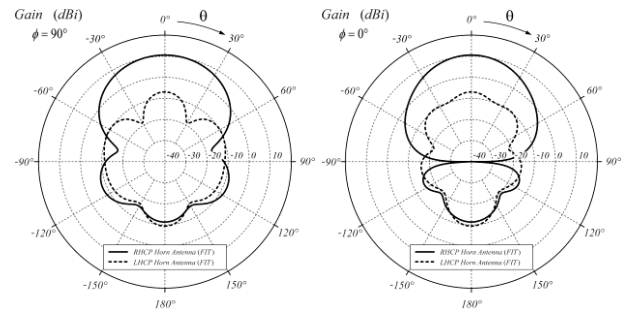 Gain (dBi)
ϕ = 90°
θ
0°
-30°
30°
-60°
60°
-90°
-40 -30 -20 -10 0 10
90°
-120°
120°
RHCP Horn Antenna (FIT)
LHCP Horn Antenna (FIT)
-150°
150°
180°
Gain (dBi)
ϕ = 0°
θ
0°
-30°
30°
-60°
60°
-90°
-40 -30 -20 -10 0 10
90°
-120°
120°
RHCP Horn Antenna (FIT)
LHCP Horn Antenna (FIT)
-150°
150°
180°